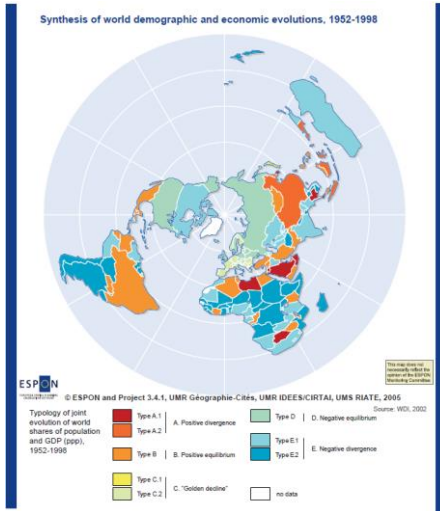 Synthesis of world demographic and economic evolutions, 1952-1998
This map does not
necessarily reflect the
opinion of the ESPON
Monitoring Committee
ESPON
© ESPON and Project 3.4.1, UMR Géographie-Cités, UMR IDEES/CIRTAI, UMS RIATE, 2005
Source: WDI, 2002
Typology of joint
evolution of world
shares of population
and GDP (ppp),
1952-1998
Type A.1
Type A.2
A. Positive divergence
Type B
B. Positive equilibrium
Type C.1
Type C.2
C. "Golden decline"
Type D
D. Negative equilibrium
Type E.1
Type E.2
E. Negative divergence
no data